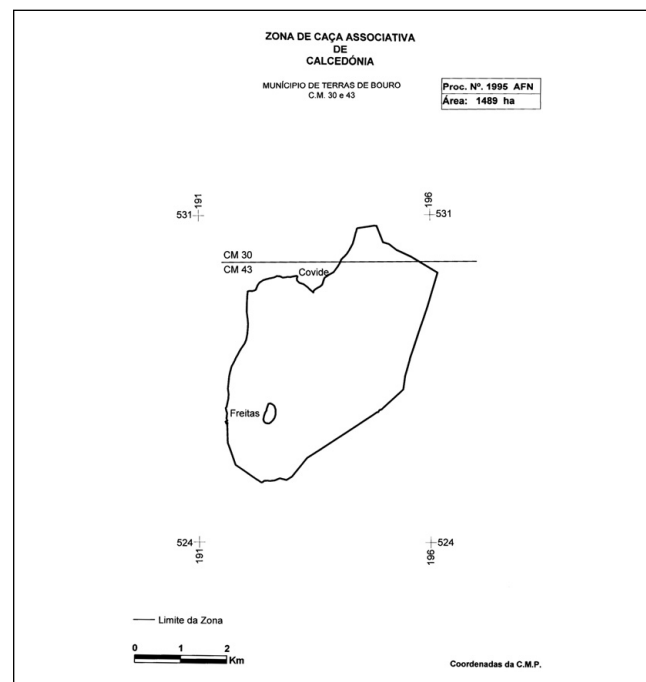 ZONA DE CAÇA ASSOCIATIVA
DE
CALCEDÓNIA
MUNÍCIPIO DE TERRAS DE BOURO
C.M. 30 e 43
Proc. Nº. 1995 AFN
Área: 1489 ha
191
196
531
531
CM 30
CM 43
Covide
Freitas
524
524
191
196
Limite da Zona
0 1 2
Km
Coordenadas da C.M.P.